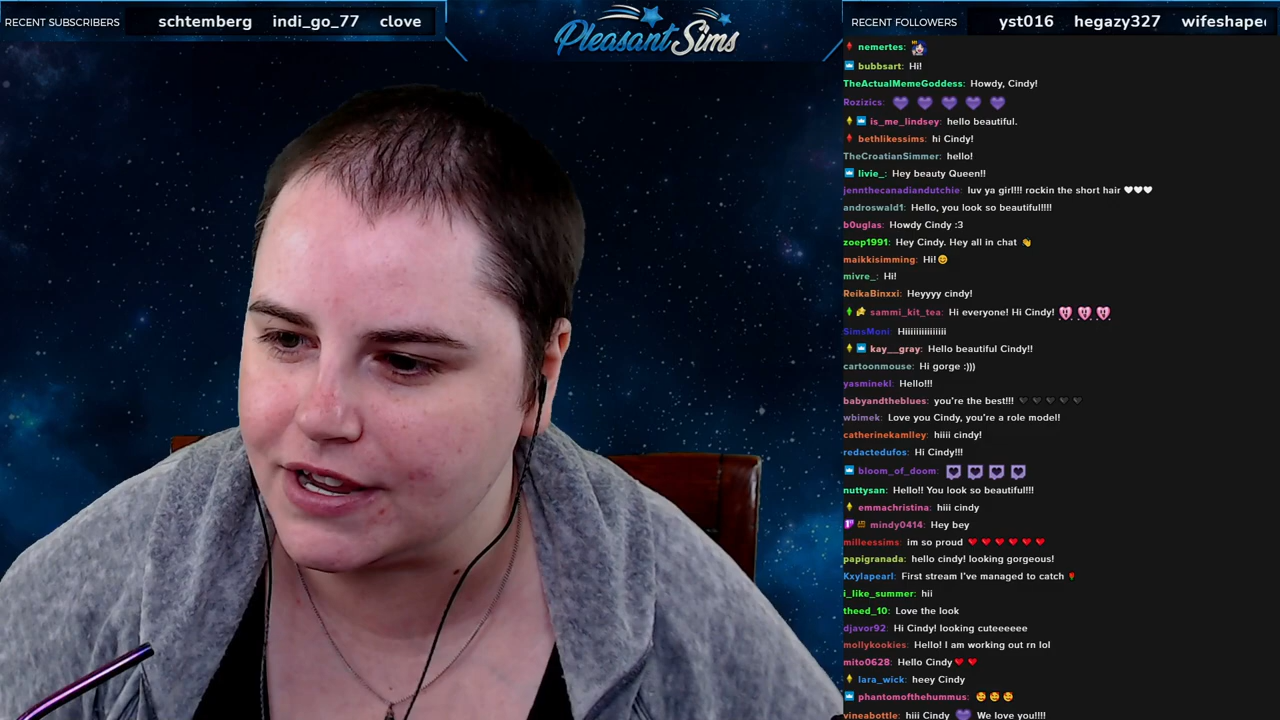 RECENT SUBSCRIBERS schtemberg indi_go_77 clove
PleasantSims
RECENT FOLLOWERS yst016 hegazy327 wifeshape
nemertes:
bubbsart: Hi!
TheActualMemeGoddess: Howdy, Cindy!
Rozizics: 💜 💜 💜 💜 💜
is_me_lindsey: hello beautiful.
bethlikessims: hi Cindy!
TheCroatianSimmer: hello!
livie_: Hey beauty Queen!!
jennthecanadiandutchie: luv ya girl!!! rockin the short hair 🤍🤍🤍
androswald1: Hello, you look so beautiful!!!!
b0uglas: Howdy Cindy :3
zoep1991: Hey Cindy. Hey all in chat 👋
maikkisimming: Hi!😊
mivre_: Hi!
ReikaBinxxi: Heyyyy cindy!
sammi_kit_tea: Hi everyone! Hi Cindy!
SimsMoni: Hiiiiiiiiiiiiiii
kay__gray: Hello beautiful Cindy!!
cartoonmouse: Hi gorge :)))
yasminekl: Hello!!!
babyandtheblues: you're the best!!! 🖤 🖤 🖤 🖤 🖤
wbimek: Love you Cindy, you're a role model!
catherinekamlley: hiiii cindy!
redactedufos: Hi Cindy!!!
bloom_of_doom:
nuttysan: Hello!! You look so beautiful!!!
emmachristina: hiii cindy
mindy0414: Hey bey
milleessims: im so proud ♥ ♥ ♥ ♥ ♥ ♥
papigranada: hello cindy! looking gorgeous!
Kxylapearl: First stream I've managed to catch 🌹
i_like_summer: hii
theed_10: Love the look
djavor92: Hi Cindy! looking cuteeeeee
mollykookies: Hello! I am working out rn lol
mito0628: Hello Cindy♥ ♥
lara_wick: heey Cindy
phantomofthehummus: 🥰 🥰 🥰
vineabottle: hiii Cindy 💜 We love you!!!!